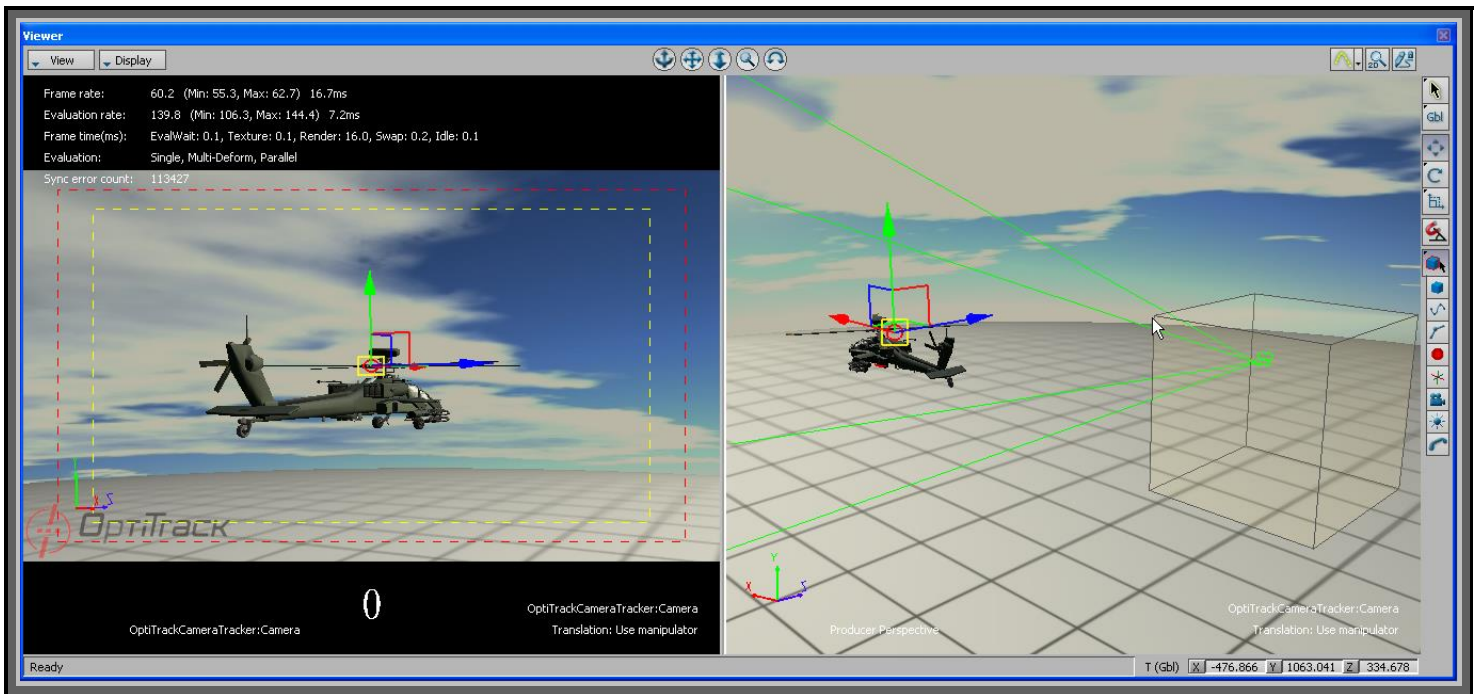 Viewer
View Display
Gbl
Frame rate: 60.2 (Min: 55.3, Max: 62.7) 16.7ms
Evaluation rate: 139.8 (Min: 106.3, Max: 144.4) 7.2ms
Frame time(ms): EvalWait: 0.1, Texture: 0.1, Render: 16.0, Swap: 0.2, Idle: 0.1
Evaluation: Single, Multi-Deform, Parallel
Sync error count: 113427
Y X Z
OptiTrack
0
OptiTrackCameraTracker:Camera
OptiTrackCameraTracker:Camera
Translation: Use manipulator
2D
Y X Z
OptiTrackCameraTracker:Camera
Producer Perspective Translation: Use manipulator
Ready T (Gbl) X -476.866 Y 1063.041 Z 334.678